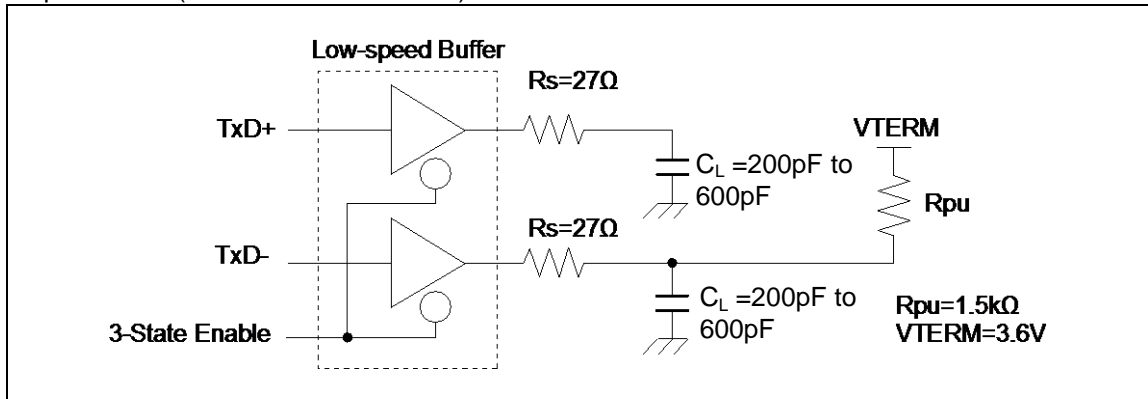 Low-speed Buffer
Rs=27Ω
TxD+
VTERM
C_L =200pF to
600pF
Rpu
Rs=27Ω
TxD-
C_L =200pF to
600pF
Rpu=1.5kΩ
VTERM=3.6V
3-State Enable